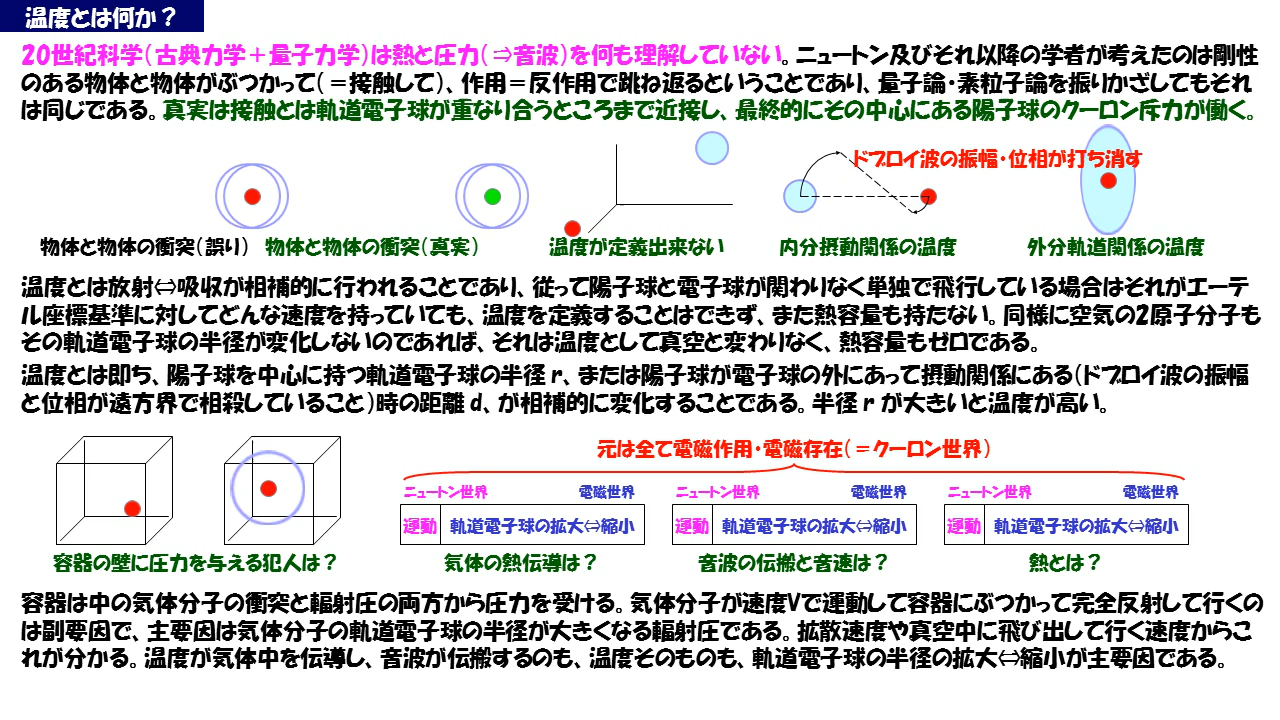 温度とは何か？
20世紀科学（古典力学＋量子力学）は熱と圧力（⇒音波）を何も理解していない。ニュートン及びそれ以降の学者が考えたのは剛性
のある物体と物体がぶつかって（＝接触して）、作用＝反作用で跳ね返るということであり、量子論・素粒子論を振りかざしてもそれ
は同じである。真実は接触とは軌道電子球が重なり合うところまで近接し、最終的にその中心にある陽子球のクーロン斥力が働く。
ドブロイ波の振幅・位相が打ち消す
物体と物体の衝突（誤り）
物体と物体の衝突（真実）
温度が定義出来ない
内分摂動関係の温度
外分軌道関係の温度
温度とは放射⇔吸収が相補的に行われることであり、従って陽子球と電子球が関わりなく単独で飛行している場合はそれがエーテ
ル座標基準に対してどんな速度を持っていても、温度を定義することはできず、また熱容量も持たない。同様に空気の2原子分子も
その軌道電子球の半径が変化しないのであれば、それは温度として真空と変わりなく、熱容量もゼロである。
温度とは即ち、陽子球を中心に持つ軌道電子球の半径 r、または陽子球が電子球の外にあって摂動関係にある（ドブロイ波の振幅
と位相が遠方界で相殺していること）時の距離 d、が相補的に変化することである。半径 r が大きいと温度が高い。
元は全て電磁作用・電磁存在（＝クーロン世界）
ニュートン世界 電磁世界
運動 軌道電子球の拡大⇔縮小
ニュートン世界 電磁世界
運動 軌道電子球の拡大⇔縮小
ニュートン世界 電磁世界
運動 軌道電子球の拡大⇔縮小
容器の壁に圧力を与える犯人は？
気体の熱伝導は？
音波の伝搬と音速は？
熱とは？
容器は中の気体分子の衝突と輻射圧の両方から圧力を受ける。気体分子が速度Vで運動して容器にぶつかって完全反射して行くの
は副要因で、主要因は気体分子の軌道電子球の半径が大きくなる輻射圧である。拡散速度や真空中に飛び出して行く速度からこ
れが分かる。温度が気体中を伝導し、音波が伝搬するのも、温度そのものも、軌道電子球の半径の拡大⇔縮小が主要因である。